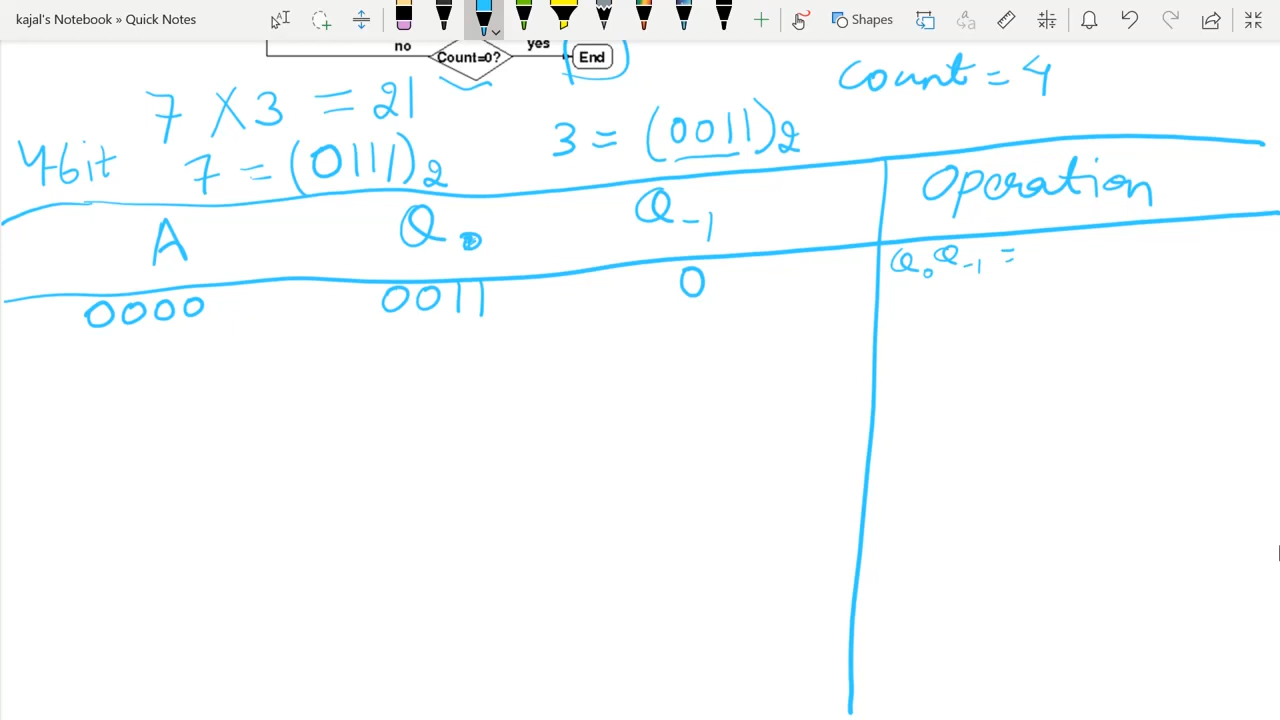 kajal's Notebook » Quick Notes
Shapes
no
Count=0?
yes
End
count = 4
7 X 3 = 21
4bit
7 = (0111)2
3 = (0011)2
A
Q
Q-1
Operation
0000
0011
0
Q0Q-1 =